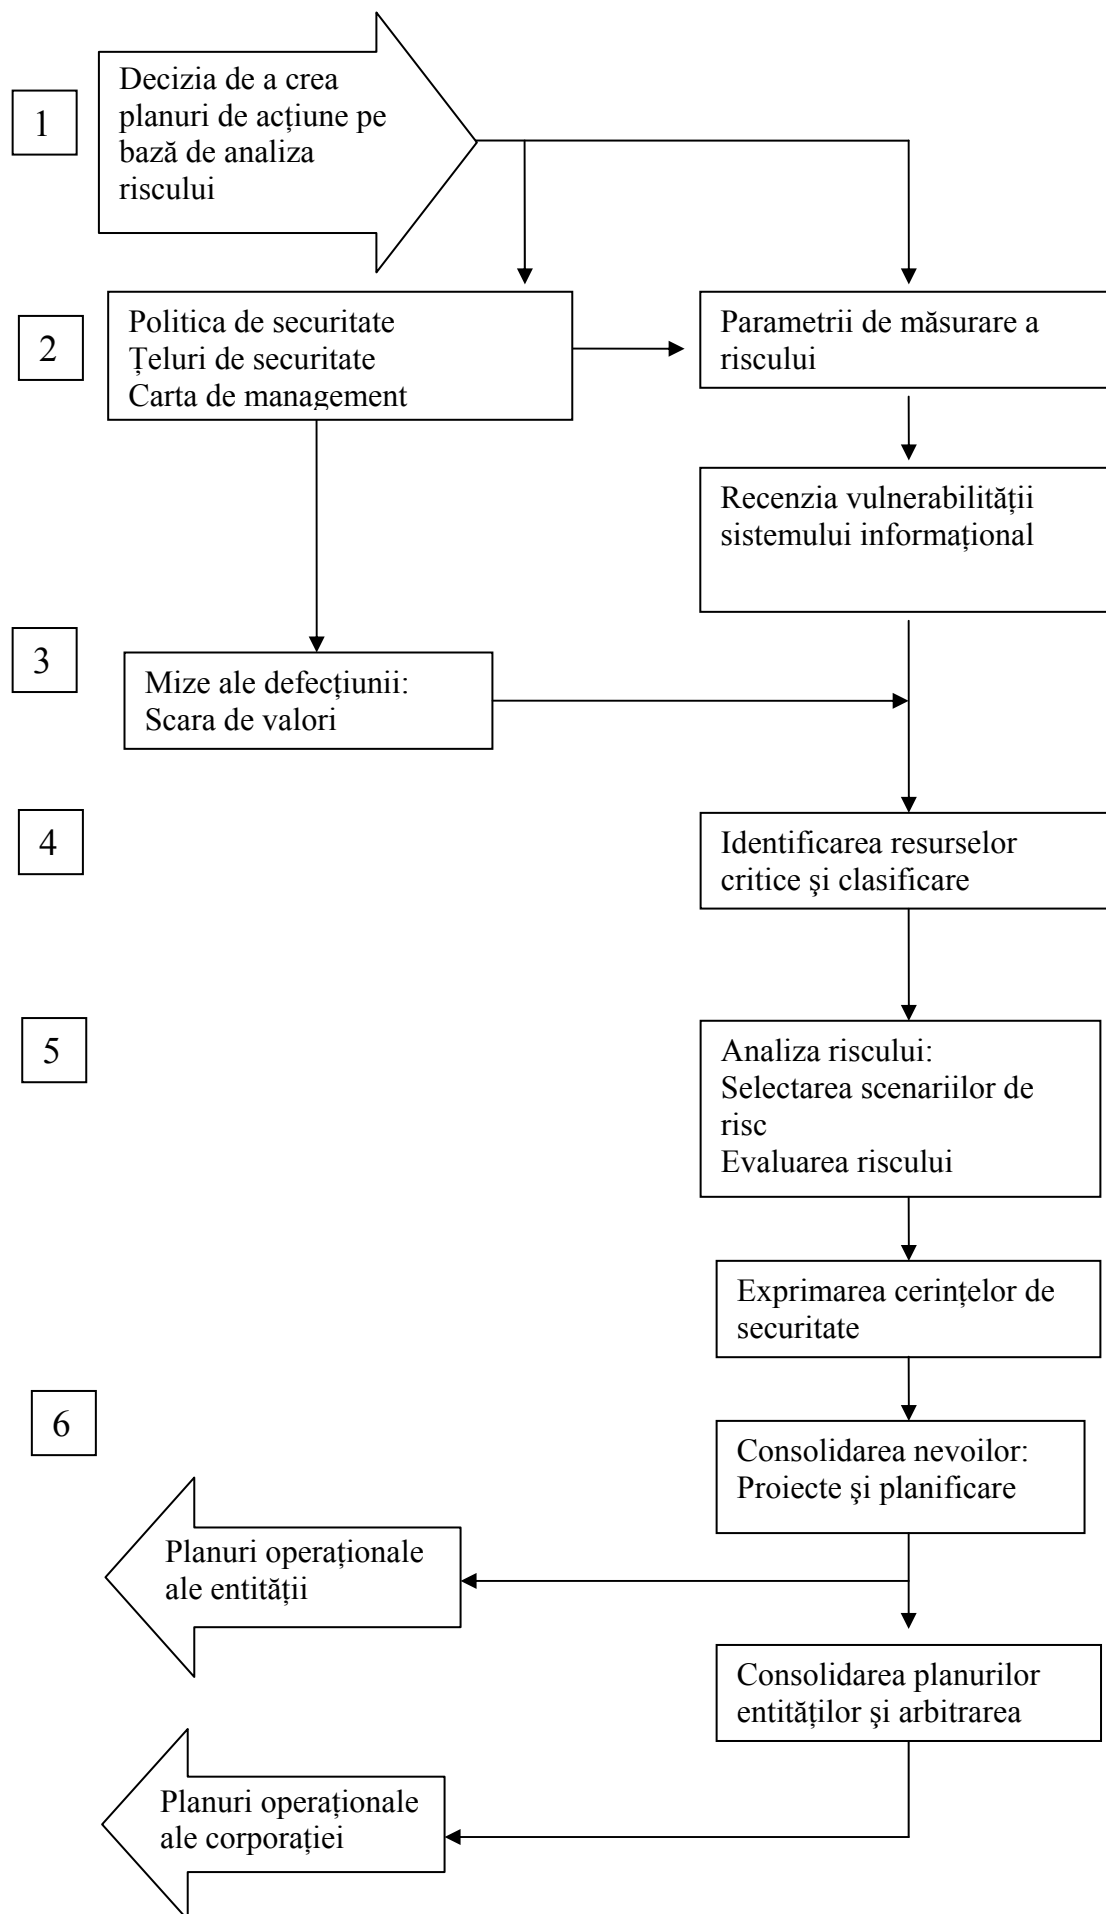 1
Decizia de a crea
planuri de acțiune pe
bază de analiza
riscului
2
Politica de securitate
Țeluri de securitate
Carta de management
Parametrii de măsurare a
riscului
Recenzia vulnerabilității
sistemului informațional
3
Mize ale defecțiunii:
Scara de valori
4
Identificarea resurselor
critice şi clasificare
5
Analiza riscului:
Selectarea scenariilor de
risc
Evaluarea riscului
Exprimarea cerințelor de
securitate
6
Consolidarea nevoilor:
Proiecte şi planificare
Planuri operaționale
ale entității
Consolidarea planurilor
entităților şi arbitrarea
Planuri operaționale
ale corporației